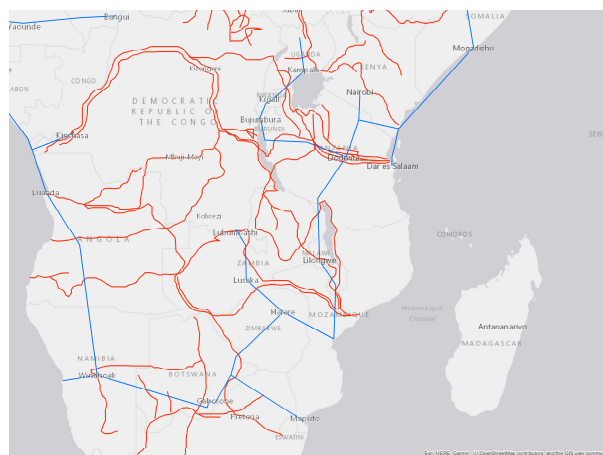 SOMALIA
Bangui
Yaounde
Mogadishu
UGANDA
Kisangani
Kampala
KENYA
CONGO
GABON
Nairobi
DEMOCRATIC
REPUBLIC OF
THE CONGO
RWANDA
Kigali
Bujumbura
BURUNDI
Kinshasa
TANZANIA
Dodoma
Mbuji-Mayi
Dar es Salaam
Luanda
Kolwezi
Lubumbashi
ANGOLA
COMOROS
MALAWI
Lilongwe
ZAMBIA
Lusaka
Harare
MOZAMBIQUE
Mozambique
Channel
ZIMBABWE
Antananarivo
MADAGASCAR
NAMIBIA
Windhoek
BOTSWANA
Gaborone
Pretoria
Maputo
ESWATINI
Esri, HERE, Garmin, (c) OpenStreetMap contributors, and the GIS user commu